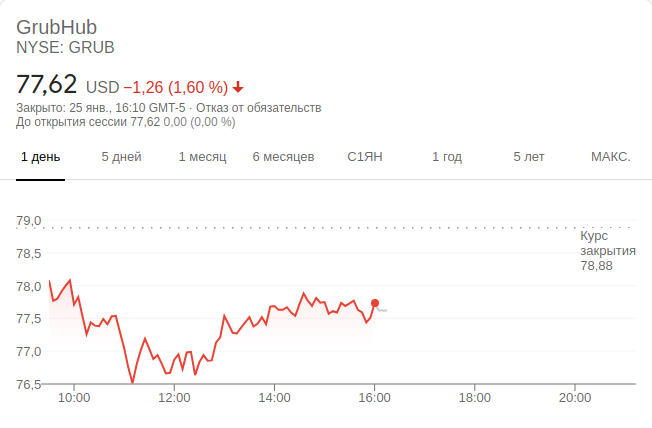 GrubHub
NYSE: GRUB
77,62 USD −1,26 (1,60 %)
Закрыто: 25 янв., 16:10 GMT-5 · Отказ от обязательств
До открытия сессии 77,62 0,00 (0,00 %)
1 день 5 дней 1 месяц 6 месяцев С1ЯН 1 год 5 лет МАКС.
79,0
Курс
закрытия
78,88
78,5
78,0
77,5
77,0
76,5
10:00 12:00 14:00 16:00 18:00 20:00